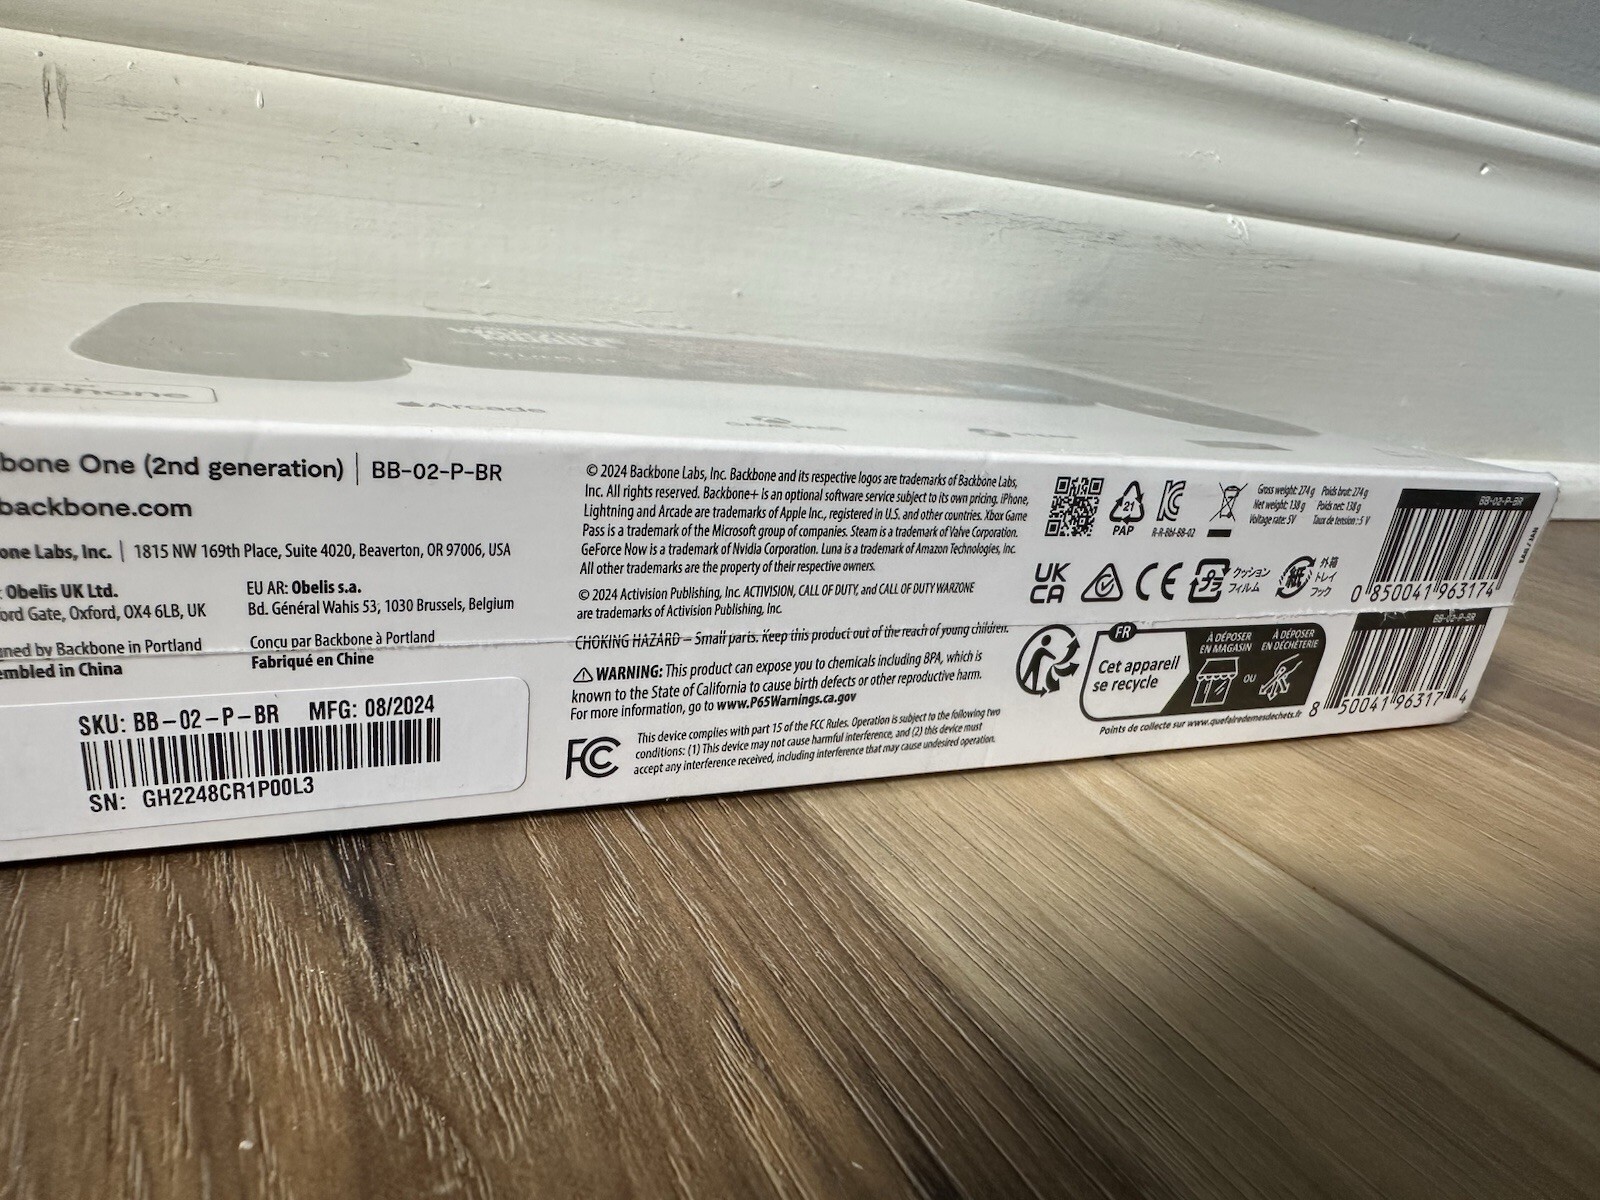 iPhone
Arcade
bone One (2nd generation) | BB-02-P-BR
backbone.com
one Labs, Inc. | 1815 NW 169th Place, Suite 4020, Beaverton, OR 97006, USA
: Obelis UK Ltd.
ord Gate, Oxford, OX4 6LB, UK
EU AR: Obelis s.a.
Bd. Général Wahis 53, 1030 Brussels, Belgium
gned by Backbone in Portland
embled in China
Conçu par Backbone à Portland
Fabriqué en Chine
SKU: BB-02-P-BR MFG: 08/2024
SN: GH2248CR1P00L3
© 2024 Backbone Labs, Inc. Backbone and its respective logos are trademarks of Backbone Labs,
Inc. All rights reserved. Backbone+ is an optional software service subject to its own pricing. iPhone,
Lightning and Arcade are trademarks of Apple Inc., registered in U.S. and other countries. Xbox Game
Pass is a trademark of the Microsoft group of companies. Steam is a trademark of Valve Corporation.
GeForce Now is a trademark of Nvidia Corporation. Luna is a trademark of Amazon Technologies, Inc.
All other trademarks are the property of their respective owners.
© 2024 Activision Publishing, Inc. ACTIVISION, CALL OF DUTY, and CALL OF DUTY WARZONE
are trademarks of Activision Publishing, Inc.
CHOKING HAZARD – Small parts. Keep this product out of the reach of young children.
WARNING: This product can expose you to chemicals including BPA, which is
known to the State of California to cause birth defects or other reproductive harm.
For more information, go to www.P65Warnings.ca.gov
FC
This device complies with part 15 of the FCC Rules. Operation is subject to the following two
conditions: (1) This device may not cause harmful interference, and (2) this device must
accept any interference received, including interference that may cause undesired operation.
21
PAP
R-R-8bl-BB-02
Gross weight: 274 g Poids brut: 274 g
Net weight: 138 g Poids net: 138 g
Voltage rate: 5V Taux de tension : 5 V
UK
CA
CE
プラ
クッション
フィルム
紙
外箱
トレイ
フック
FR
Cet appareil
se recycle
À DÉPOSER
EN MAGASIN
OU
À DÉPOSER
EN DÉCHÈTERIE
Points de collecte sur www.quefairedemesdechets.fr
BB-02-P-BR
0 850041 963174
EAN / JAN
BB-02-P-BR
8 50041 96317 4